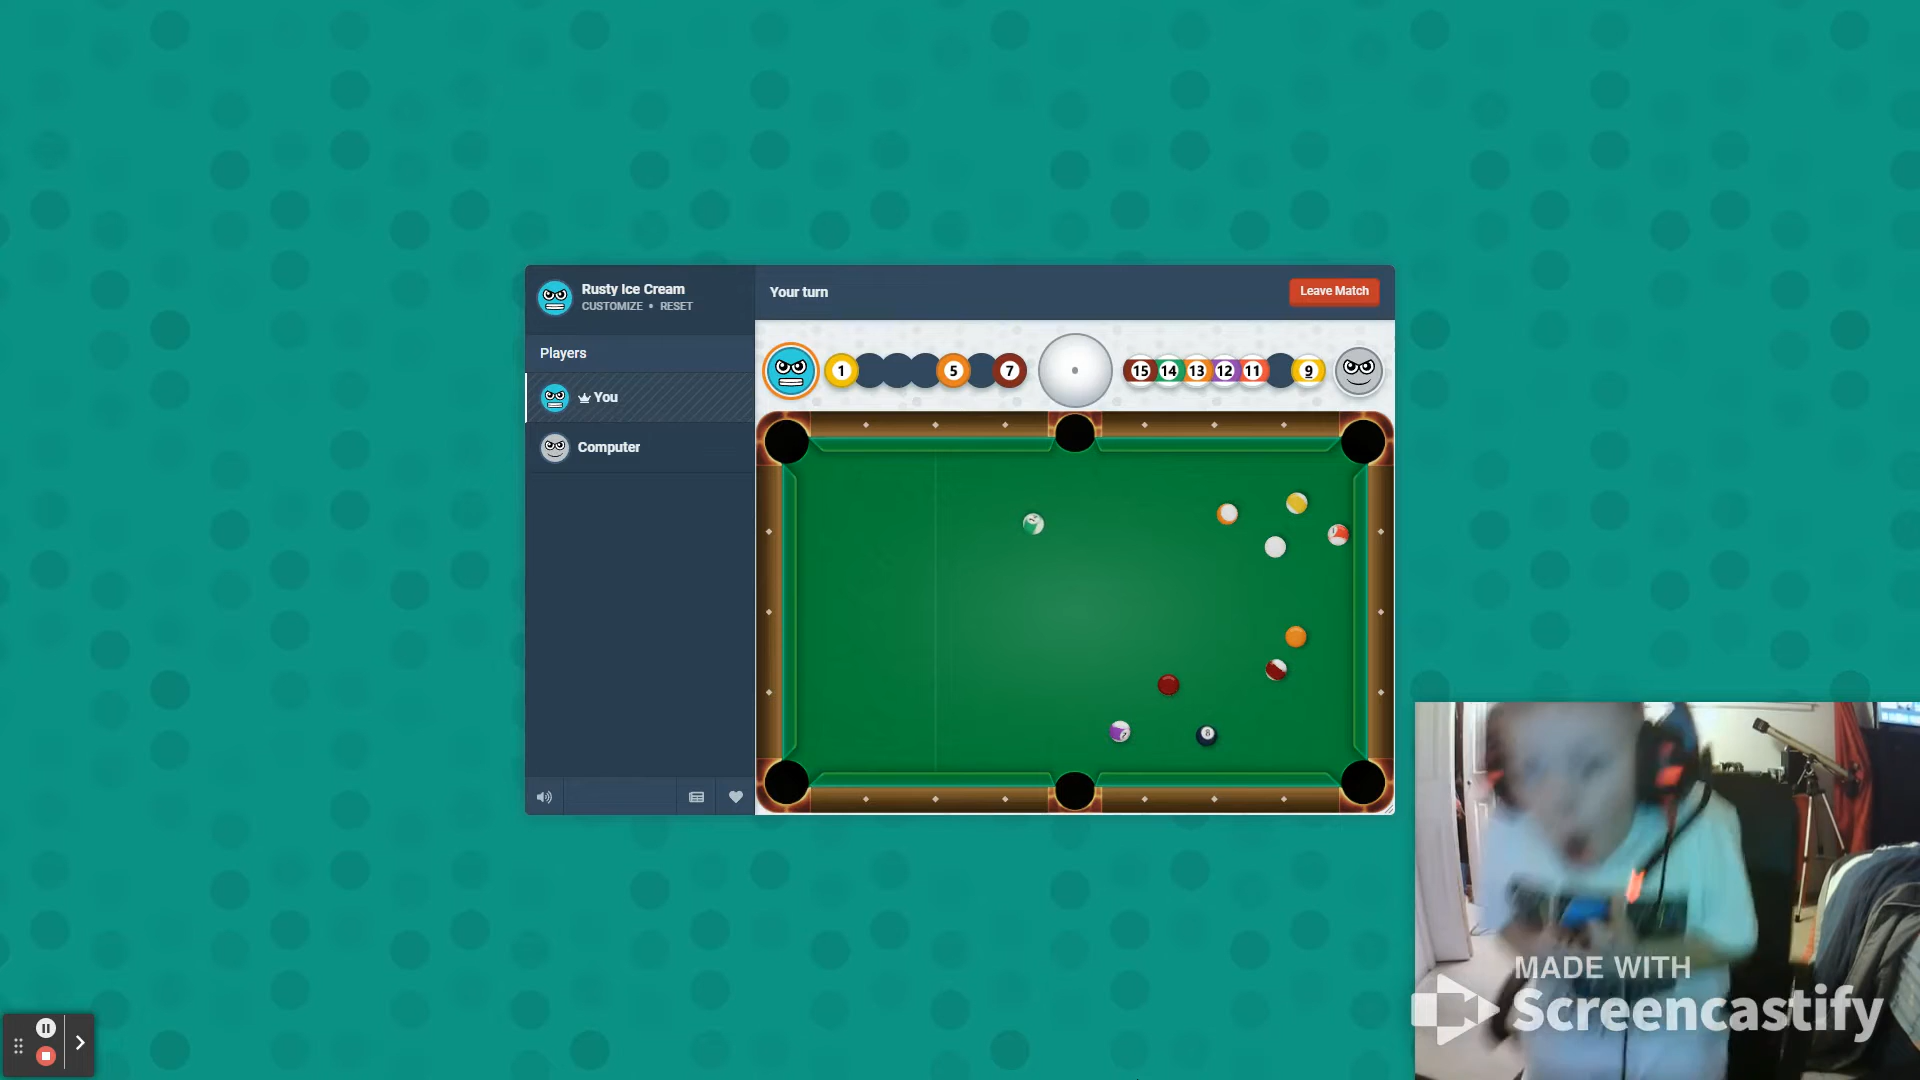 Rusty Ice Cream
CUSTOMIZE • RESET
Your turn
Leave Match
Players
1 5 7 15 14 13 12 11 9
You
Computer
8
MADE WITH
Screencastify